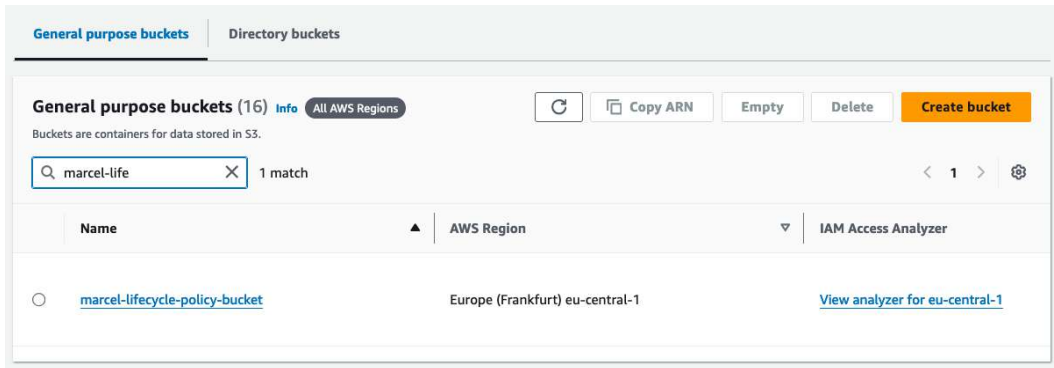 General purpose buckets Directory buckets
General purpose buckets (16) Info All AWS Regions Copy ARN Empty Delete Create bucket
Buckets are containers for data stored in S3.
marcel-life 1 match 1
Name AWS Region IAM Access Analyzer
marcel-lifecycle-policy-bucket Europe (Frankfurt) eu-central-1 View analyzer for eu-central-1